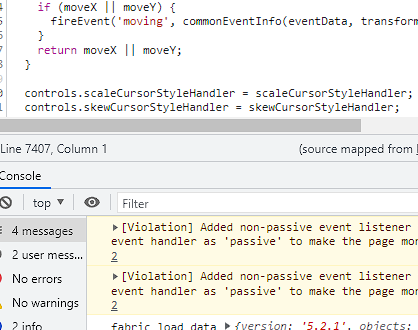 if (moveX || moveY) {
fireEvent('moving', commonEventInfo(eventData, transform
}
return moveX || moveY;
}
controls.scaleCursorStyleHandler = scaleCursorStyleHandler;
controls.skewCursorStyleHandler = skewCursorStyleHandler;
Line 7407, Column 1
(source mapped from
Console
top ▼
Filter
4 messages
2 user mess...
No errors
No warnings
2 info
▶[Violation] Added non-passive event listener
event handler as 'passive' to make the page mor
2
▶[Violation] Added non-passive event listener
event handler as 'passive' to make the page mor
2
fabric load data ▶{version: '5.2.1', objects: